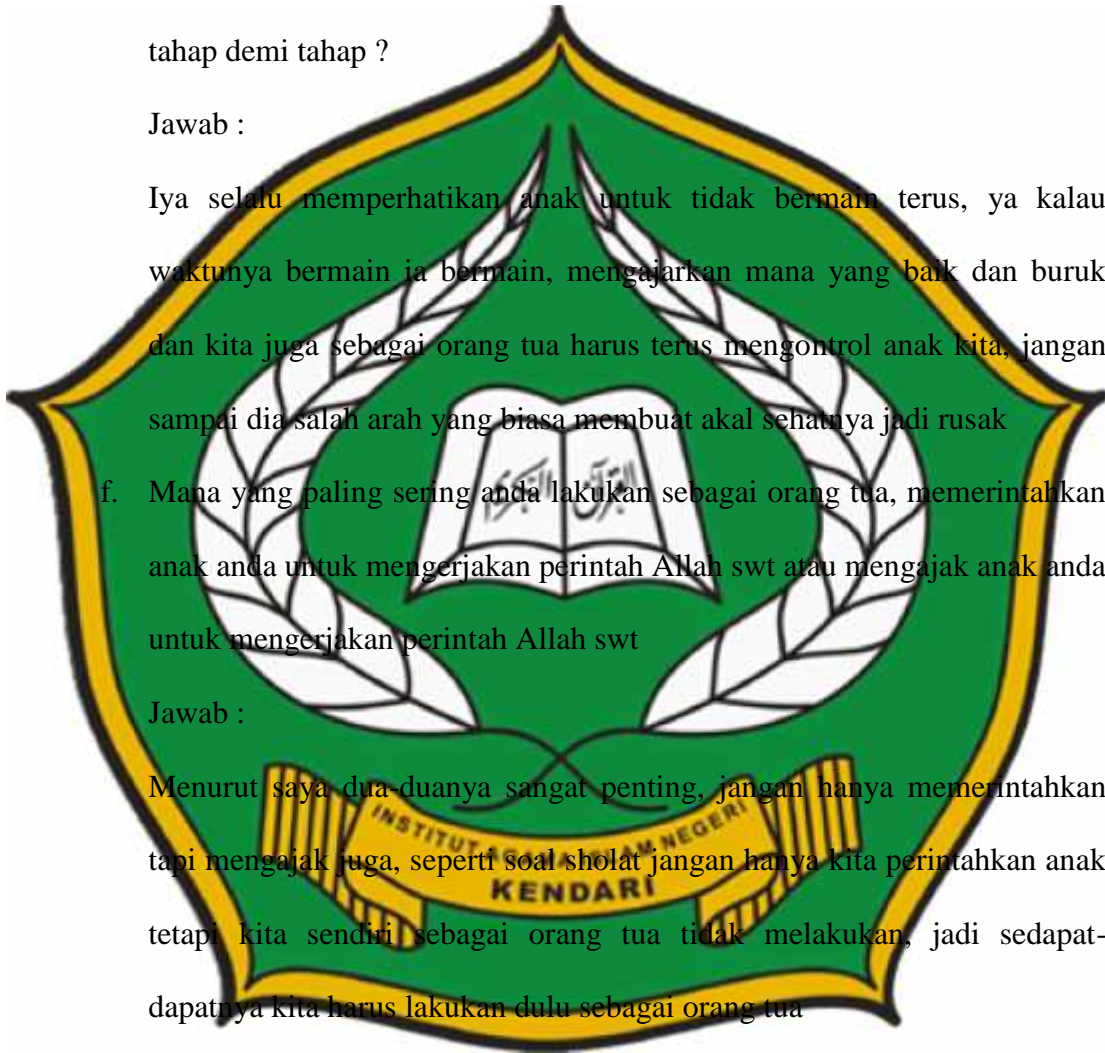 tahap demi tahap ?
Jawab :
Iya selalu memperhatikan anak untuk tidak bermain terus, ya kalau
waktunya bermain ia bermain, mengajarkan mana yang baik dan buruk
dan kita juga sebagai orang tua harus terus mengontrol anak kita, jangan
sampai dia salah arah yang biasa membuat akal sehatnya jadi rusak
القرآن الكريم
f. Mana yang paling sering anda lakukan sebagai orang tua, memerintahkan
anak anda untuk mengerjakan perintah Allah swt atau mengajak anak anda
untuk mengerjakan perintah Allah swt
Jawab :
Menurut saya dua-duanya sangat penting, jangan hanya memerintahkan
INSTITUT AGAMA ISLAM NEGERI
tapi mengajak juga, seperti soal sholat jangan hanya kita perintahkan anak
KENDARI
tetapi kita sendiri sebagai orang tua tidak melakukan, jadi sedapat-
dapatnya kita harus lakukan dulu sebagai orang tua